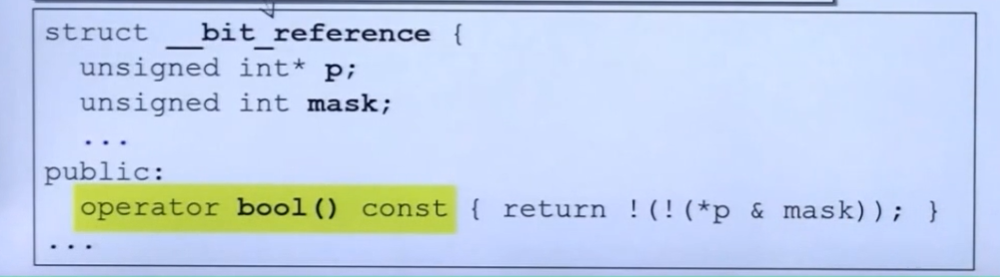 struct __bit_reference {
unsigned int* p;
unsigned int mask;
...
public:
operator bool() const { return !(!(*p & mask)); }
...